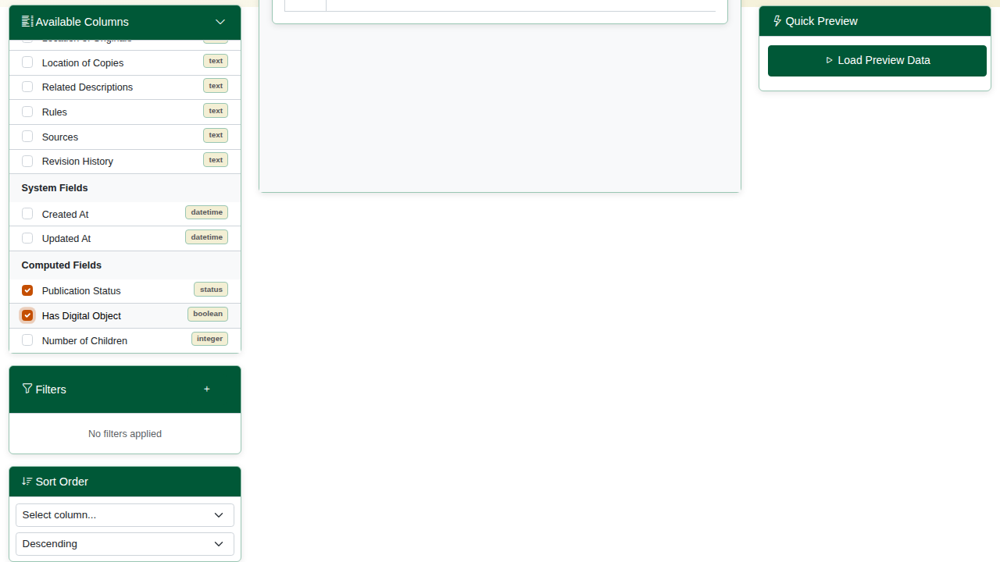 Available Columns
Location of Copies text
Related Descriptions text
Rules text
Sources text
Revision History text
System Fields
Created At datetime
Updated At datetime
Computed Fields
Publication Status status
Has Digital Object boolean
Number of Children integer
Filters +
No filters applied
Sort Order
Select column...
Descending
Quick Preview
Load Preview Data